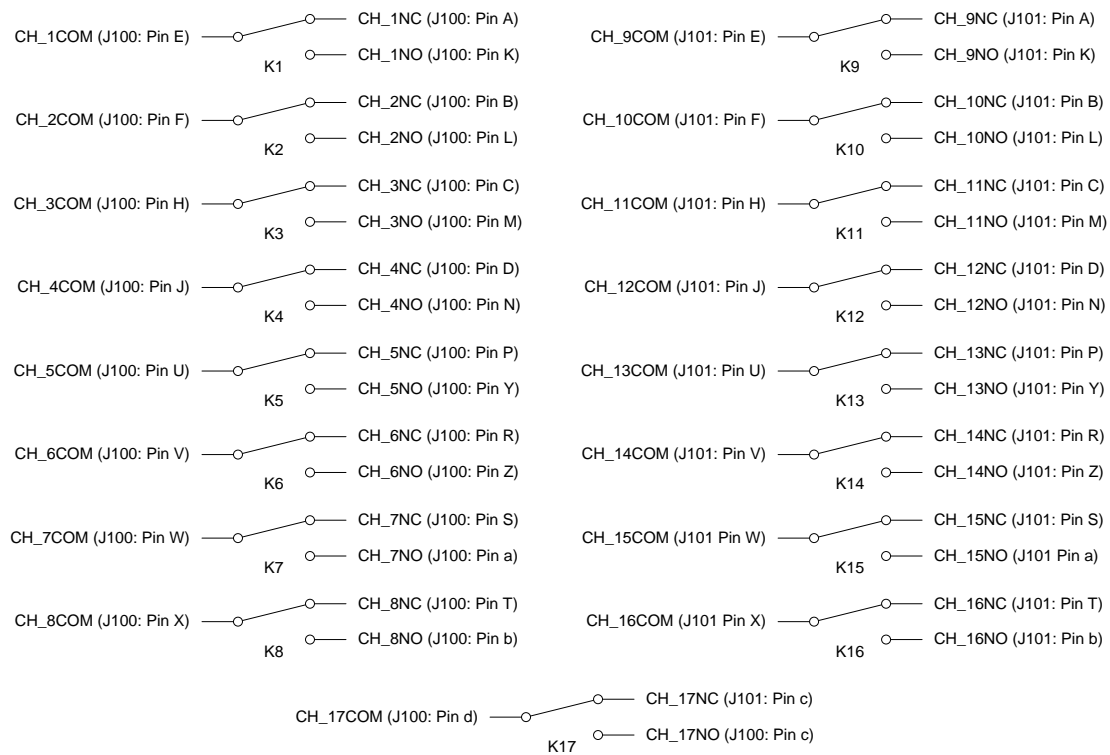 CH_1COM (J100: Pin E)
CH_1NC (J100: Pin A)
CH_1NO (J100: Pin K)
K1
CH_2COM (J100: Pin F)
CH_2NC (J100: Pin B)
CH_2NO (J100: Pin L)
K2
CH_3COM (J100: Pin H)
CH_3NC (J100: Pin C)
CH_3NO (J100: Pin M)
K3
CH_4COM (J100: Pin J)
CH_4NC (J100: Pin D)
CH_4NO (J100: Pin N)
K4
CH_5COM (J100: Pin U)
CH_5NC (J100: Pin P)
CH_5NO (J100: Pin Y)
K5
CH_6COM (J100: Pin V)
CH_6NC (J100: Pin R)
CH_6NO (J100: Pin Z)
K6
CH_7COM (J100: Pin W)
CH_7NC (J100: Pin S)
CH_7NO (J100: Pin a)
K7
CH_8COM (J100: Pin X)
CH_8NC (J100: Pin T)
CH_8NO (J100: Pin b)
K8
CH_9COM (J101: Pin E)
CH_9NC (J101: Pin A)
CH_9NO (J101: Pin K)
K9
CH_10COM (J101: Pin F)
CH_10NC (J101: Pin B)
CH_10NO (J101: Pin L)
K10
CH_11COM (J101: Pin H)
CH_11NC (J101: Pin C)
CH_11NO (J101: Pin M)
K11
CH_12COM (J101: Pin J)
CH_12NC (J101: Pin D)
CH_12NO (J101: Pin N)
K12
CH_13COM (J101: Pin U)
CH_13NC (J101: Pin P)
CH_13NO (J101: Pin Y)
K13
CH_14COM (J101: Pin V)
CH_14NC (J101: Pin R)
CH_14NO (J101: Pin Z)
K14
CH_15COM (J101 Pin W)
CH_15NC (J101: Pin S)
CH_15NO (J101 Pin a)
K15
CH_16COM (J101 Pin X)
CH_16NC (J101: Pin T)
CH_16NO (J101: Pin b)
K16
CH_17COM (J100: Pin d)
CH_17NC (J101: Pin c)
CH_17NO (J100: Pin c)
K17